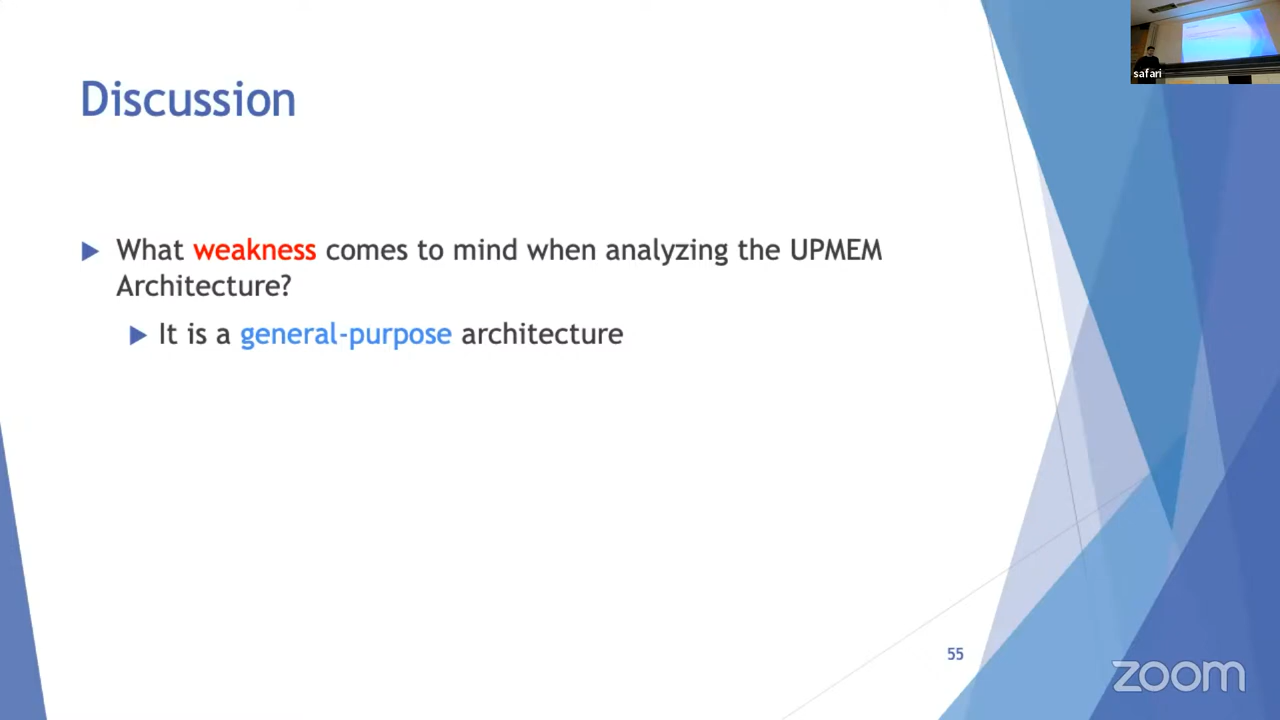 safari
Discussion
What weakness comes to mind when analyzing the UPMEM
Architecture?
It is a general-purpose architecture
55
zoom